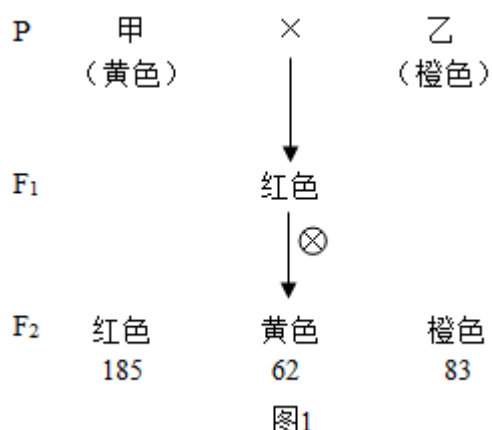 P 甲 × 乙
（黄色） （橙色）
F₁ 红色
⊗
F₂ 红色 黄色 橙色
185 62 83
图1